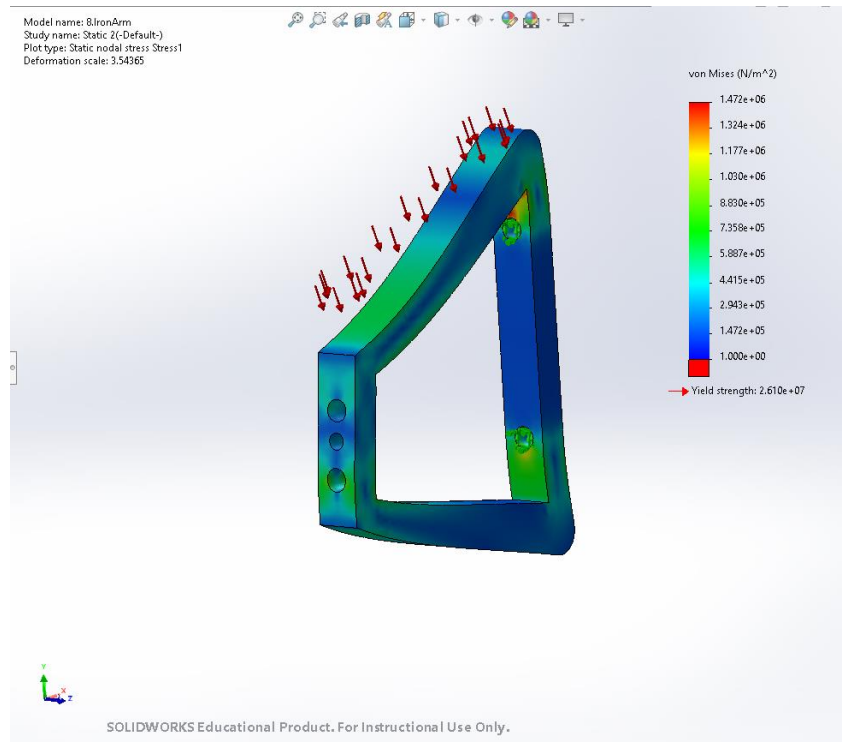 Model name: 8.IronArm
Study name: Static 2(-Default-)
Plot type: Static nodal stress Stress1
Deformation scale: 3.54365
von Mises (N/m^2)
1.472e+06
1.324e+06
1.177e+06
1.030e+06
8.830e+05
7.358e+05
5.887e+05
4.415e+05
2.943e+05
1.472e+05
1.000e+00
Yield strength: 2.610e+07
Y
X
Z
SOLIDWORKS Educational Product. For Instructional Use Only.